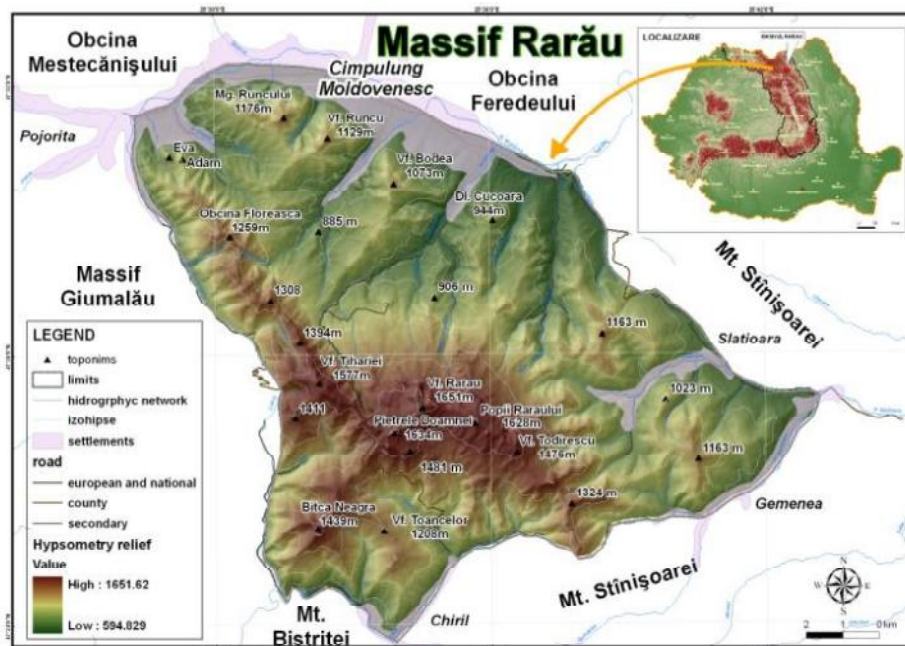 Massif Rarău
Obcina
Mestecănişului
Cimpulung
Moldovenesc
Obcina
Feredeului
LOCALIZARE
Pojorita
Mg. Runcului
1176m
Vf. Runcu
1129m
Eva
Adam
Vf. Bodea
1073m
Dl. Cucoara
944m
Obcina Floreasca
1259m
885 m
Massif
Giumalău
1308
906 m
Mt. Stînişoarei
1394m
1163 m
Slatioara
Vf. Tihariei
1577m
Vf. Rarau
1651m
1023 m
1411
Pietrele Doamnei
1634m
Popii Raraului
1628m
Vf. Todirescu
1476m
1481 m
1163 m
1324 m
Gemenea
Bitca Neagra
1439m
Vf. Toancelor
1208m
Mt. Stînişoarei
Mt.
Bistriţei
Chiril
LEGEND
toponims
limits
hidrogrphyc network
izohipse
settlements
road
european and national
county
secondary
Hypsometry relief
Value
High : 1651.62
Low : 594.829
N
W
E
S
2 1 0 km